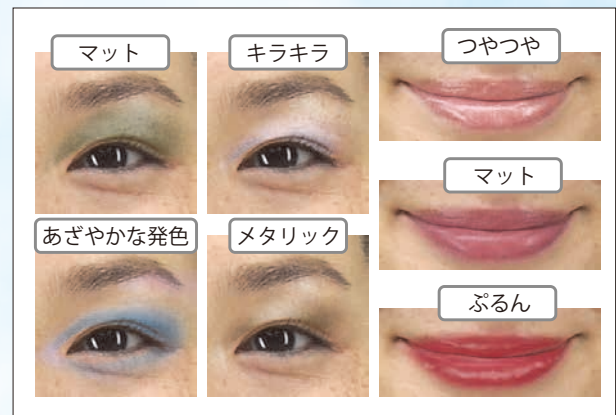 マット
キラキラ
つやつや
マット
あざやかな発色
メタリック
ぷるん